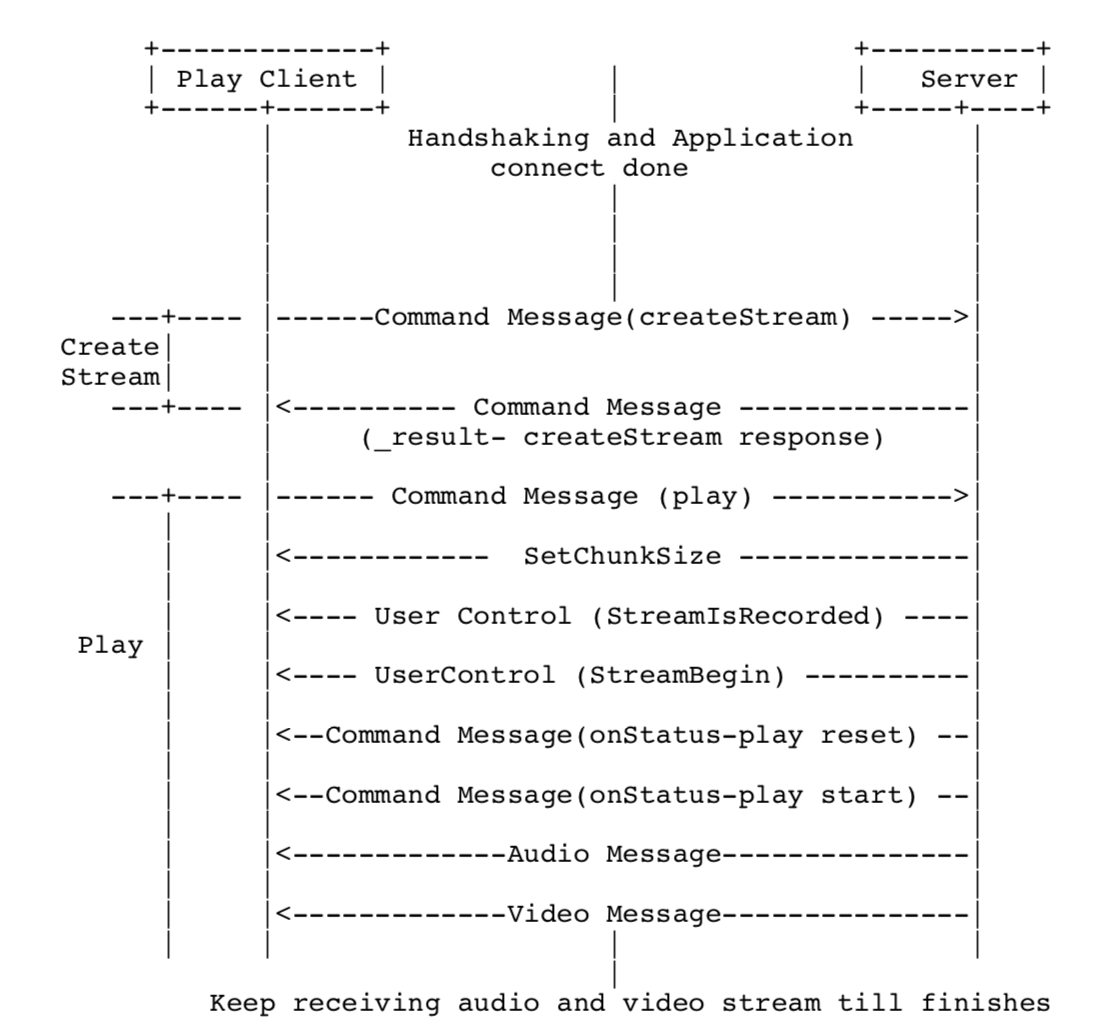 +-------------+                            +----------+
| Play Client |             |              |   Server |
+------+------+             |              +-----+----+
|        Handshaking and Application       |
|             connect done                 |
|                    |                     |
|                    |                     |
|                    |                     |
|                    |                     |
---+---- |------Command Message(createStream) ----->|
Create|     |                                          |
Stream|     |                                          |
---+---- |<---------- Command Message --------------|
|     (_result- createStream response)     |
|                                          |
---+---- |------ Command Message (play) ----------->|
|     |                                          |
|     |<------------  SetChunkSize --------------|
|     |                                          |
|     |<---- User Control (StreamIsRecorded) ----|
Play |     |                                          |
|     |<---- UserControl (StreamBegin) ----------|
|     |                                          |
|     |<--Command Message(onStatus-play reset) --|
|     |                                          |
|     |<--Command Message(onStatus-play start) --|
|     |                                          |
|     |<-------------Audio Message---------------|
|     |                                          |
|     |<-------------Video Message---------------|
|     |                    |                     |
|
Keep receiving audio and video stream till finishes